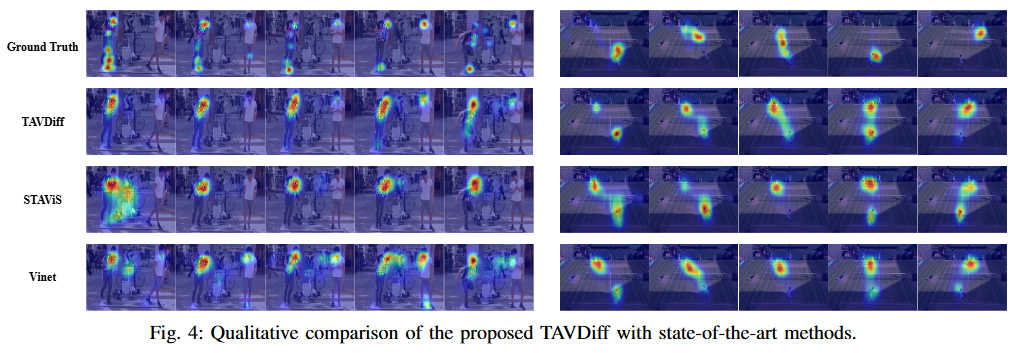 Ground Truth
TAVDiff
STAViS
Vinet
Fig. 4: Qualitative comparison of the proposed TAVDiff with state-of-the-art methods.